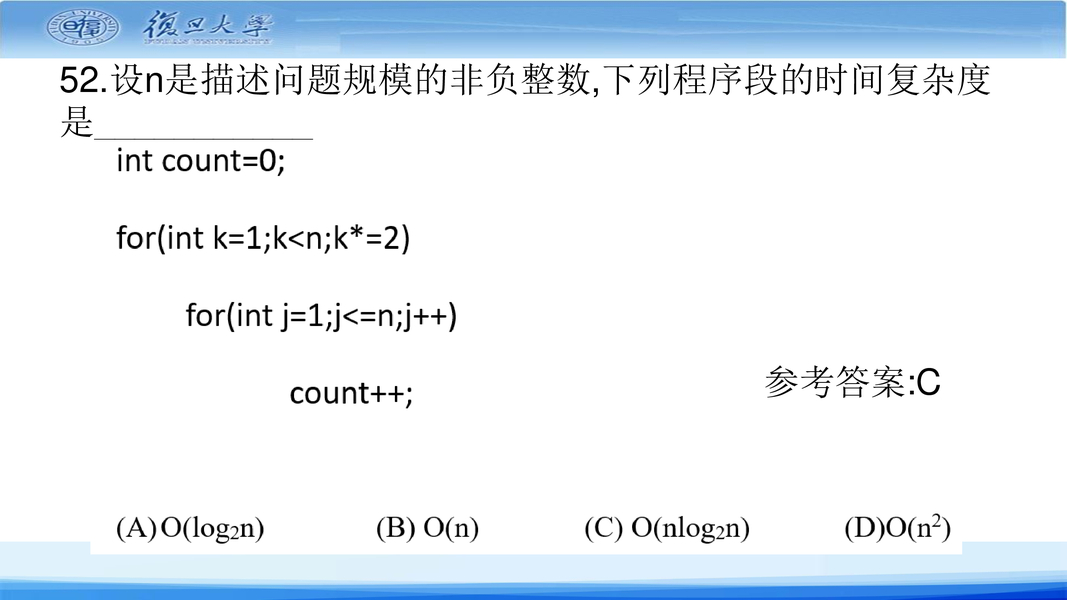 復旦大學
52.设n是描述问题规模的非负整数,下列程序段的时间复杂度
是____________
int count=0;
for(int k=1;k<n;k*=2)
for(int j=1;j<=n;j++)
count++;
参考答案:C
(A)O(log₂n) (B) O(n) (C) O(nlog₂n) (D)O(n²)